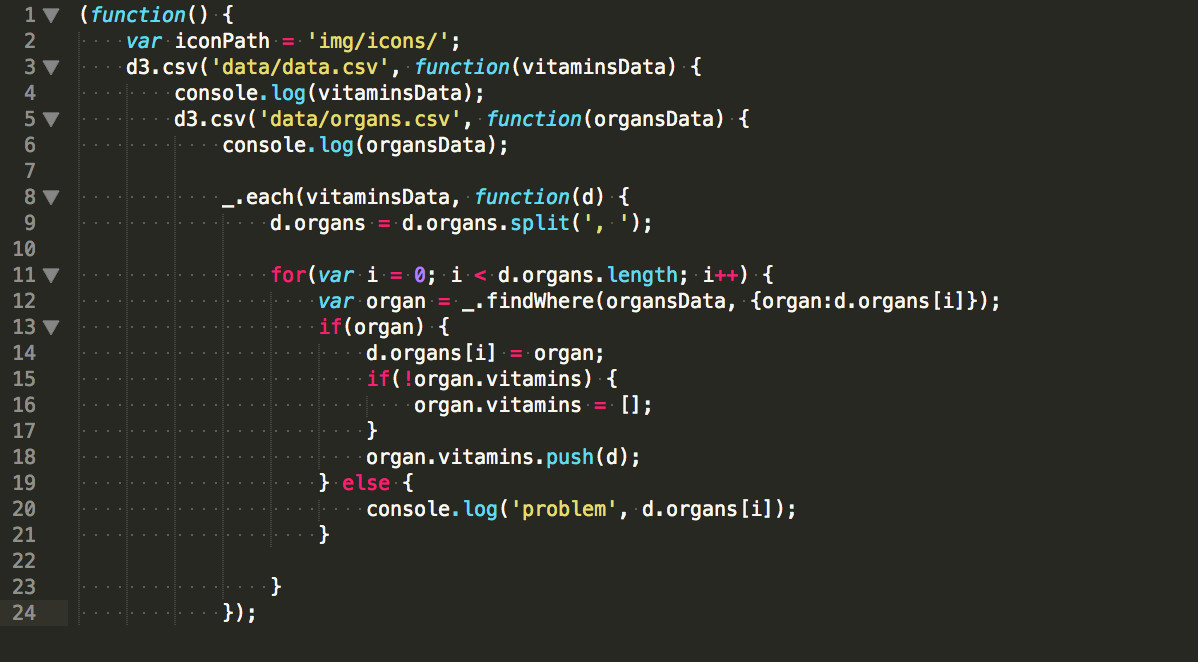 1 (function() {
2     var iconPath = 'img/icons/';
3     d3.csv('data/data.csv', function(vitaminsData) {
4         console.log(vitaminsData);
5         d3.csv('data/organs.csv', function(organsData) {
6             console.log(organsData);
7
8             _.each(vitaminsData, function(d) {
9                 d.organs = d.organs.split(', ');
10
11                 for(var i = 0; i < d.organs.length; i++) {
12                     var organ = _.findWhere(organsData, {organ:d.organs[i]});
13                     if(organ) {
14                         d.organs[i] = organ;
15                         if(!organ.vitamins) {
16                             organ.vitamins = [];
17                         }
18                         organ.vitamins.push(d);
19                     } else {
20                         console.log('problem', d.organs[i]);
21                     }
22
23                 }
24             });